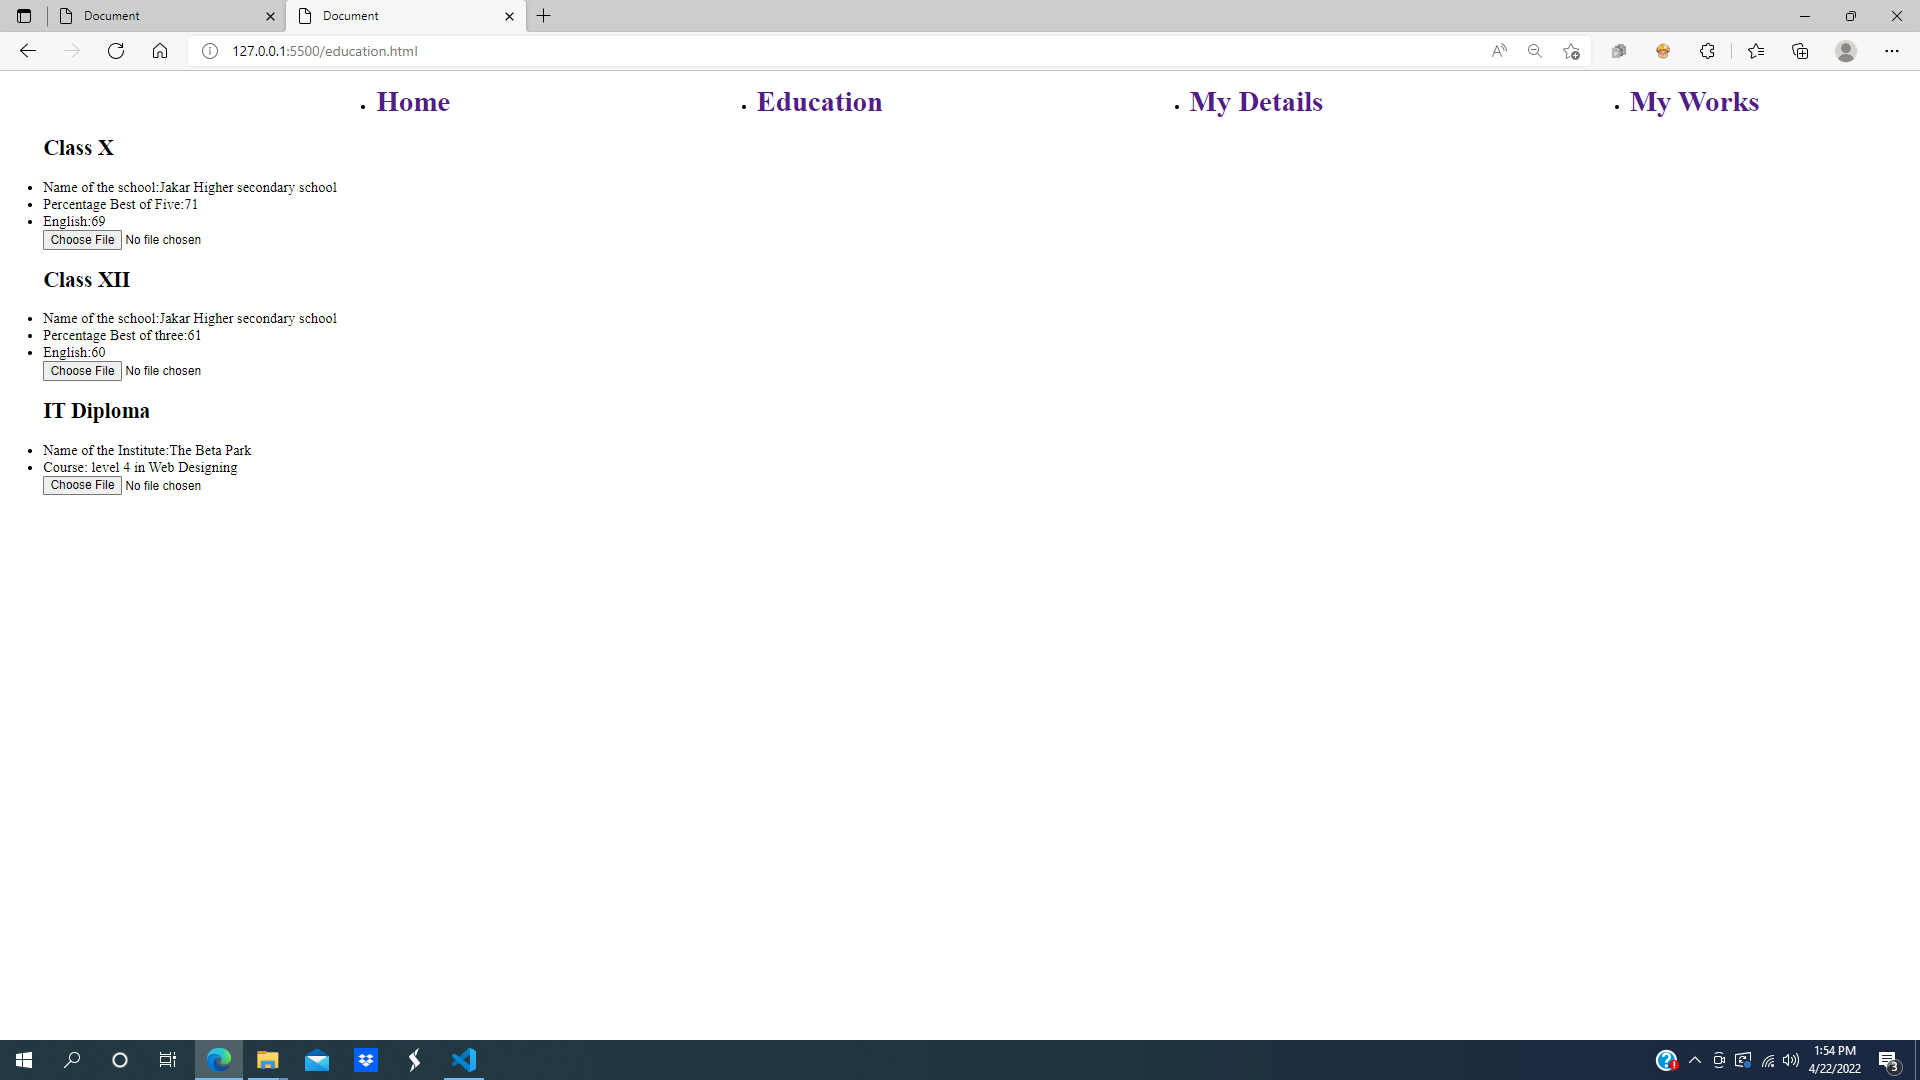 Document
Document
127.0.0.1:5500/education.html
Home
Education
My Details
My Works
Class X
Name of the school:Jakar Higher secondary school
Percentage Best of Five:71
English:69
Choose File No file chosen
Class XII
Name of the school:Jakar Higher secondary school
Percentage Best of three:61
English:60
Choose File No file chosen
IT Diploma
Name of the Institute:The Beta Park
Course: level 4 in Web Designing
Choose File No file chosen
1:54 PM
4/22/2022
3